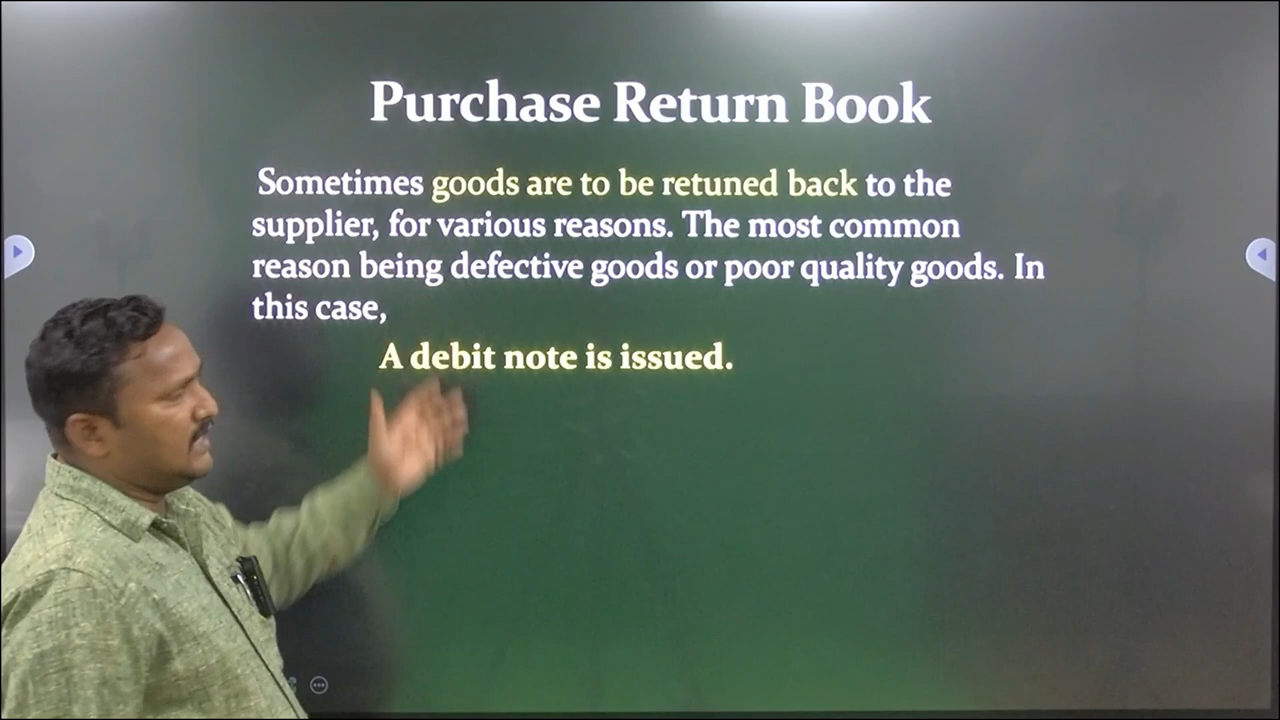 Purchase Return Book
Sometimes goods are to be retuned back to the
supplier, for various reasons. The most common
reason being defective goods or poor quality goods. In
this case,
A debit note is issued.